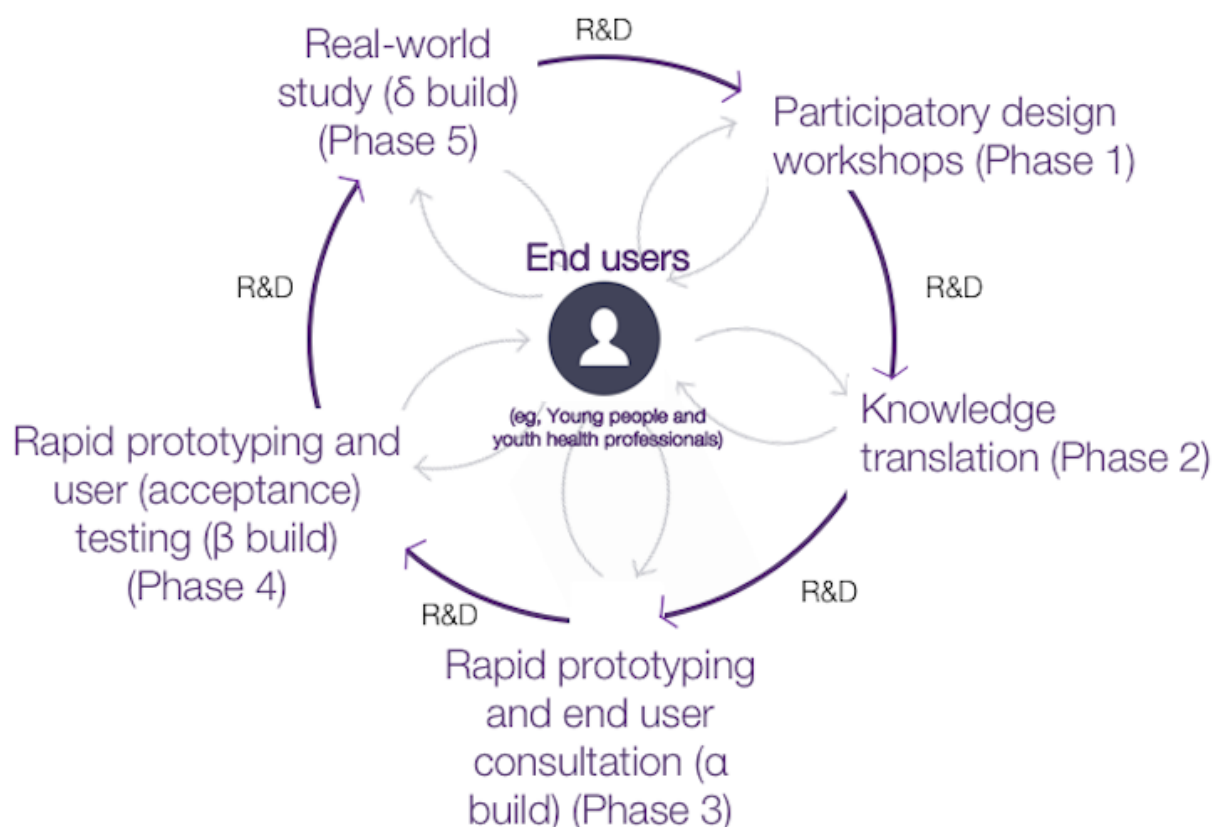 R&D
Real-world
study (δ build)
(Phase 5)
Participatory design
workshops (Phase 1)
End users
R&D
R&D
(eg, Young people and
youth health professionals)
Knowledge
translation (Phase 2)
Rapid prototyping and
user (acceptance)
testing (β build)
(Phase 4)
R&D
R&D
Rapid prototyping
and end user
consultation (α
build) (Phase 3)